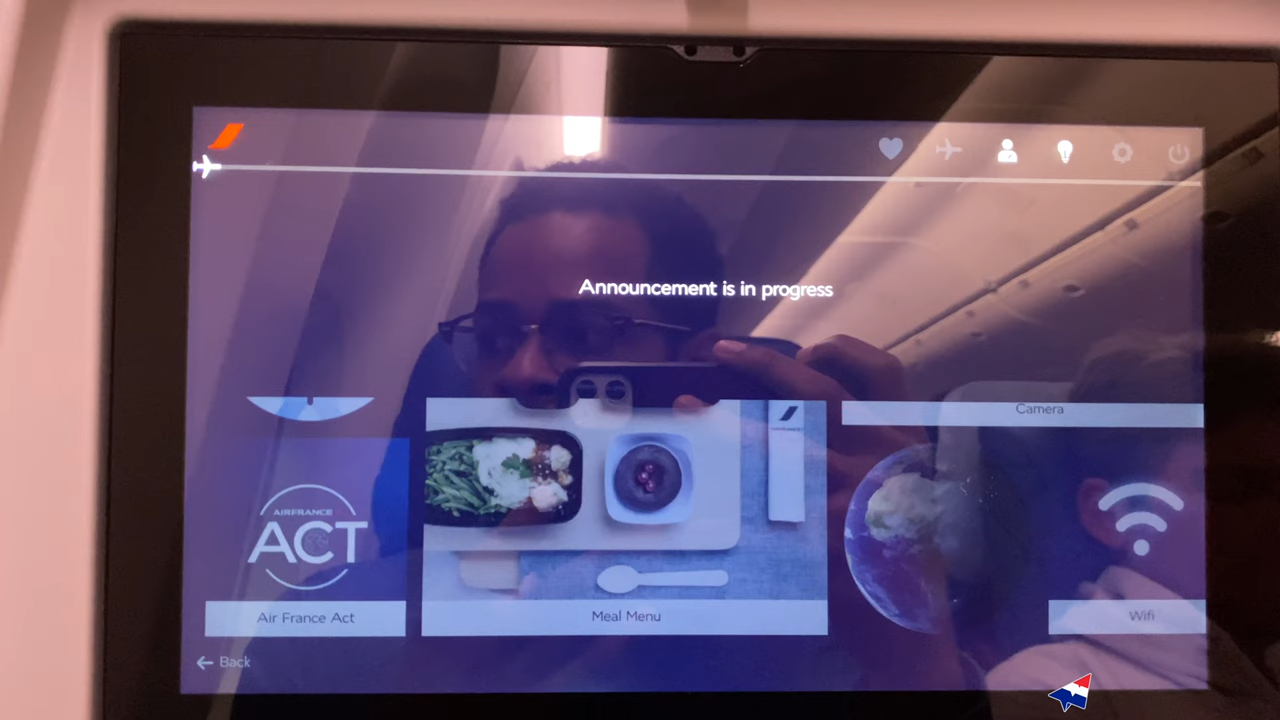 Announcement is in progress
Camera
AIRFRANCE
ACT
Air France Act
Meal Menu
Wifi
Back